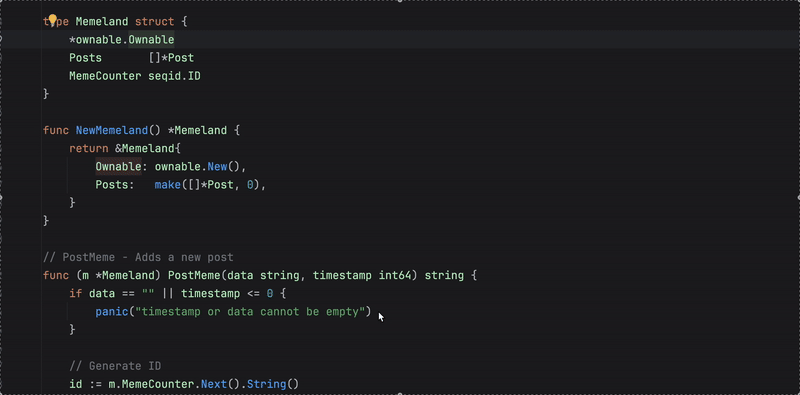 type Memeland struct {
*ownable.Ownable
Posts []*Post
MemeCounter seqid.ID
}
func NewMemeland() *Memeland {
return &Memeland{
Ownable: ownable.New(),
Posts: make([]*Post, 0),
}
}
// PostMeme - Adds a new post
func (m *Memeland) PostMeme(data string, timestamp int64) string {
if data == "" || timestamp <= 0 {
panic("timestamp or data cannot be empty")
}
// Generate ID
id := m.MemeCounter.Next().String()